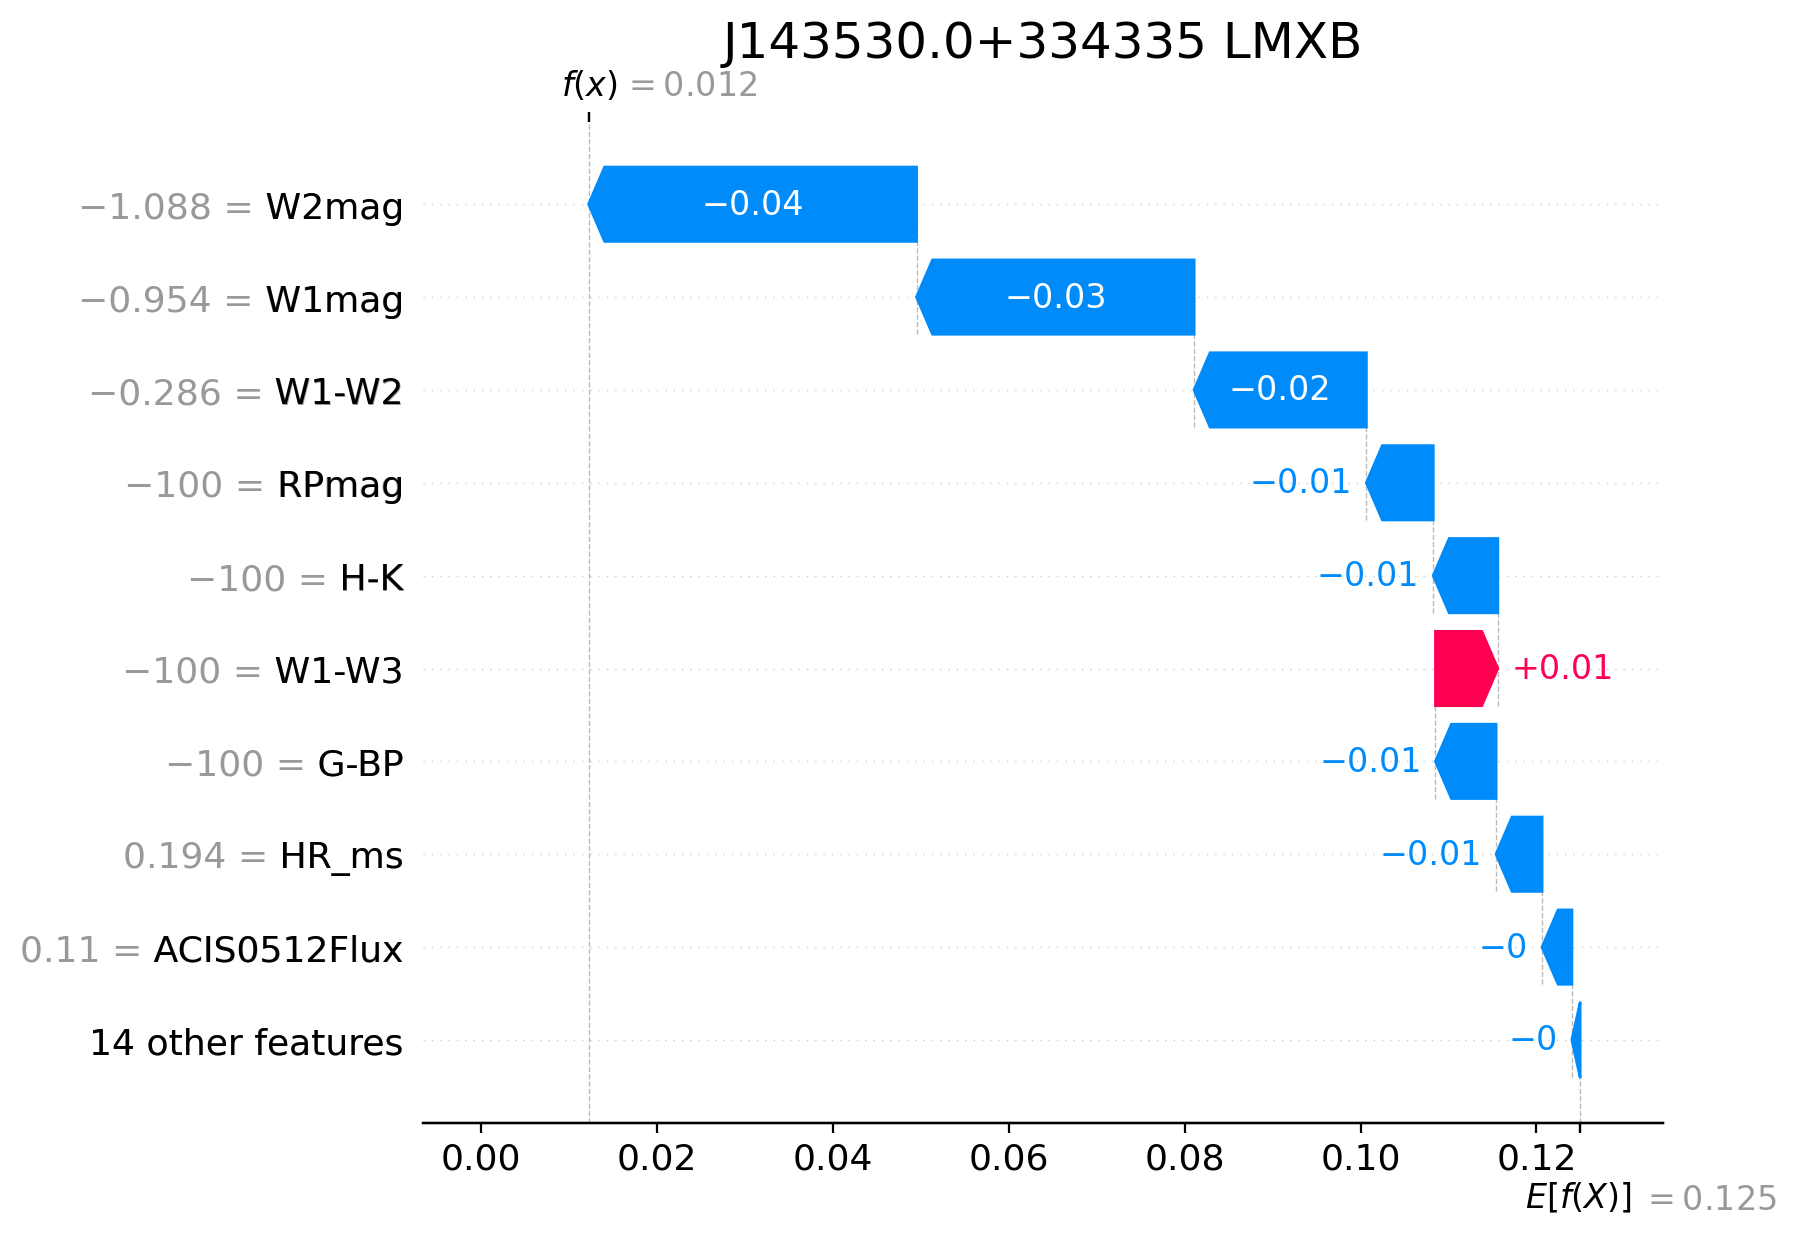 J143530.0+334335 LMXB
f(x) = 0.012
−1.088 = W2mag −0.04
−0.954 = W1mag −0.03
−0.286 = W1-W2 −0.02
−100 = RPmag −0.01
−100 = H-K −0.01
−100 = W1-W3 +0.01
−100 = G-BP −0.01
0.194 = HR_ms −0.01
0.11 = ACIS0512Flux −0
14 other features −0
0.00 0.02 0.04 0.06 0.08 0.10 0.12
E[f(X)] = 0.125